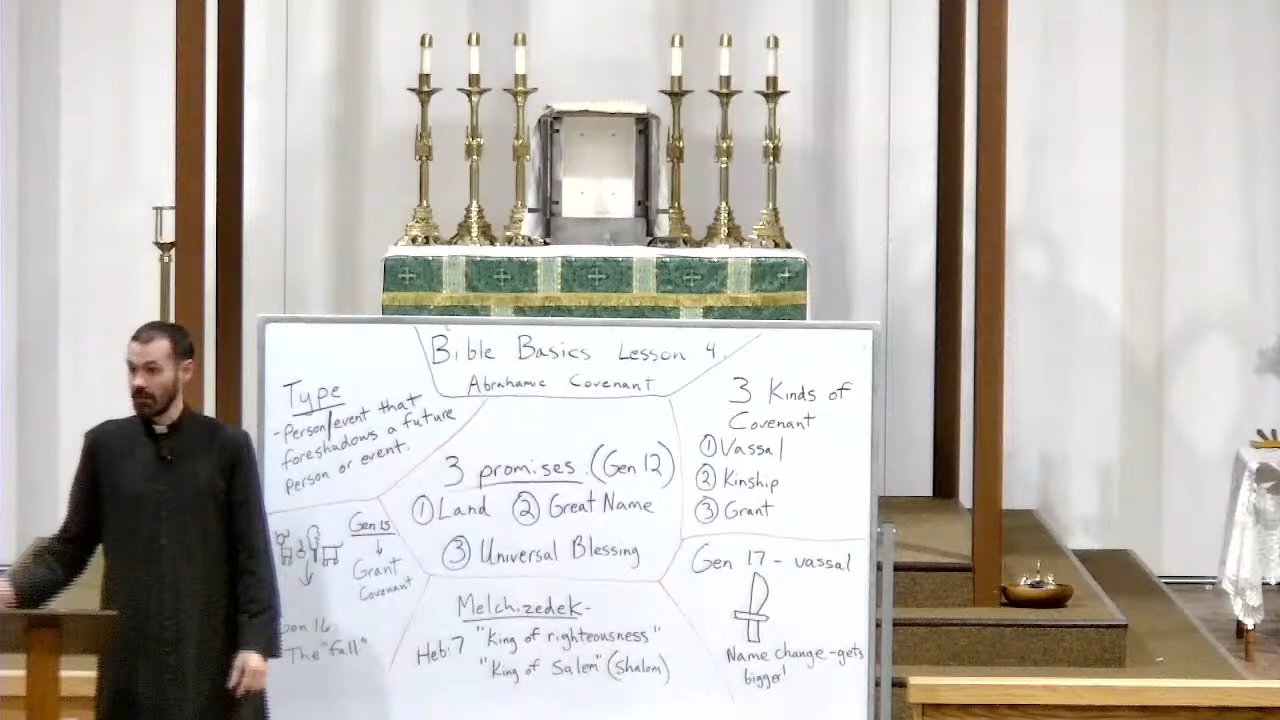 Bible Basics Lesson 4
Abrahamic Covenant
Type
- Person/event that
foreshadows a future
person or event.
3 promises: (Gen 12)
① Land ② Great Name
③ Universal Blessing
3 Kinds of
Covenant
① Vassal
② Kinship
③ Grant
Gen 15
↓
Grant
Covenant
Gen 16
The "fall"
Melchizedek-
Heb: 7 "King of righteousness"
"King of Salem" (Shalom)
Gen 17 - vassal
Name change - gets
bigger!